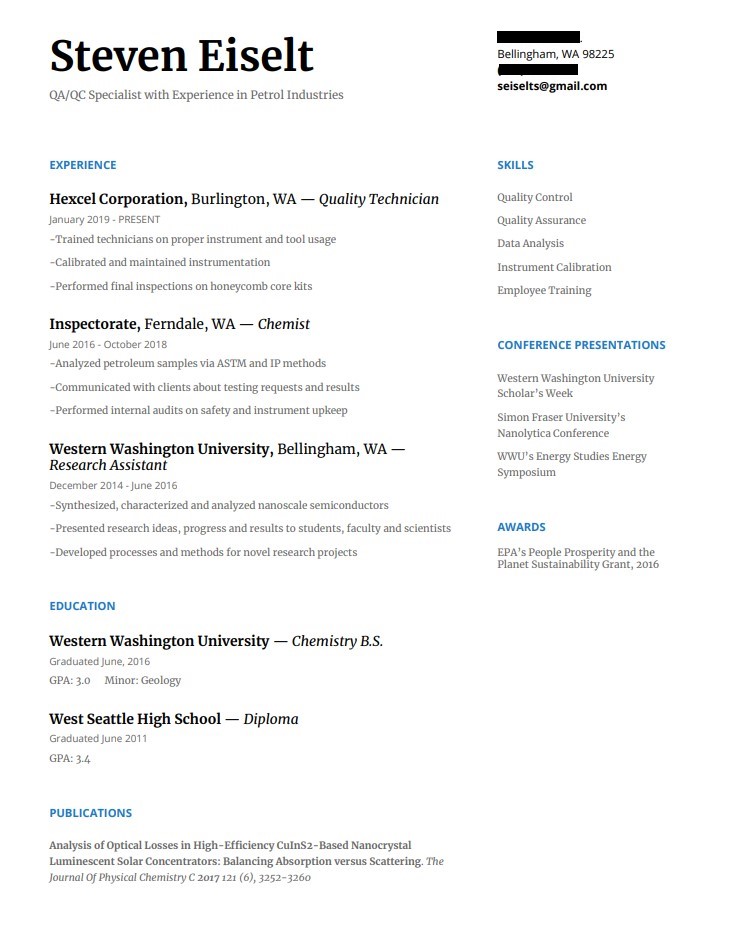 Steven Eiselt
QA/QC Specialist with Experience in Petrol Industries
Bellingham, WA 98225
seiselts@gmail.com
EXPERIENCE
Hexcel Corporation, Burlington, WA — Quality Technician
January 2019 - PRESENT
-Trained technicians on proper instrument and tool usage
-Calibrated and maintained instrumentation
-Performed final inspections on honeycomb core kits
Inspectorate, Ferndale, WA — Chemist
June 2016 - October 2018
-Analyzed petroleum samples via ASTM and IP methods
-Communicated with clients about testing requests and results
-Performed internal audits on safety and instrument upkeep
Western Washington University, Bellingham, WA —
Research Assistant
December 2014 - June 2016
-Synthesized, characterized and analyzed nanoscale semiconductors
-Presented research ideas, progress and results to students, faculty and scientists
-Developed processes and methods for novel research projects
EDUCATION
Western Washington University — Chemistry B.S.
Graduated June, 2016
GPA: 3.0 Minor: Geology
West Seattle High School — Diploma
Graduated June 2011
GPA: 3.4
PUBLICATIONS
Analysis of Optical Losses in High-Efficiency CuInS2-Based Nanocrystal
Luminescent Solar Concentrators: Balancing Absorption versus Scattering. The
Journal Of Physical Chemistry C 2017 121 (6), 3252-3260
SKILLS
Quality Control
Quality Assurance
Data Analysis
Instrument Calibration
Employee Training
CONFERENCE PRESENTATIONS
Western Washington University
Scholar's Week
Simon Fraser University's
Nanolytica Conference
WWU's Energy Studies Energy
Symposium
AWARDS
EPA's People Prosperity and the
Planet Sustainability Grant, 2016